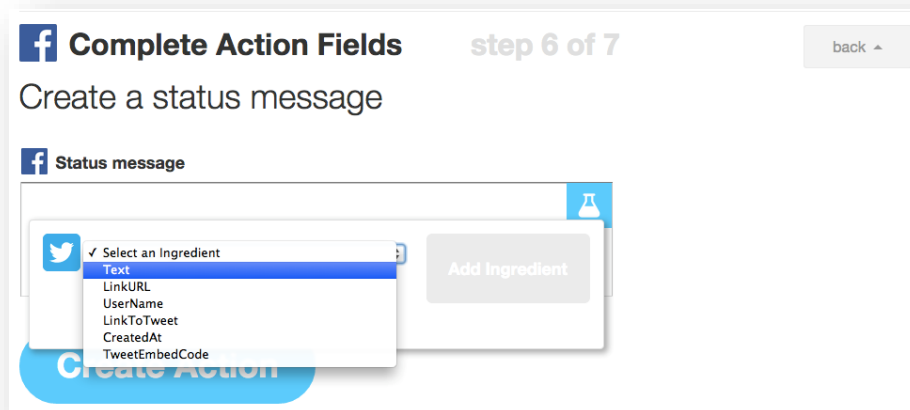 Complete Action Fields step 6 of 7 back
Create a status message
Status message
✓ Select an Ingredient
Text
LinkURL
UserName
LinkToTweet
CreatedAt
TweetEmbedCode
Add Ingredient
Create Action